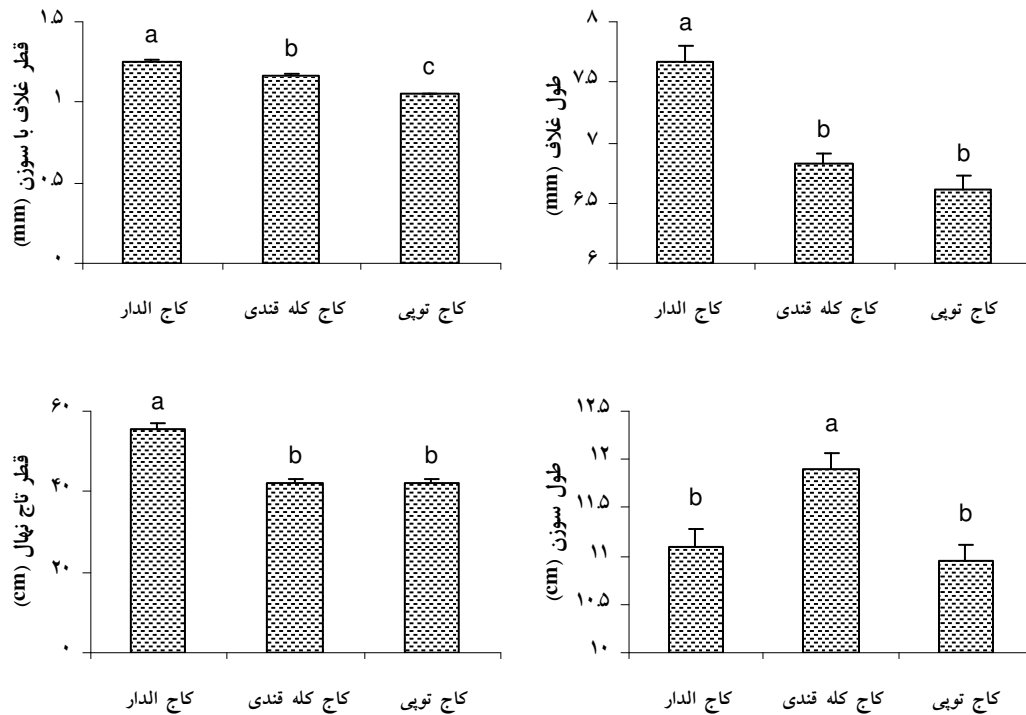 قطر غلاف با سوزن (mm)
۱.۵
۱
۰.۵
۰
a
b
c
کاج الدار
کاج کله قندی
کاج توپی
طول غلاف (mm)
۸
۷.۵
۷
۶.۵
۶
a
b
b
کاج الدار
کاج کله قندی
کاج توپی
قطر تاج نهال (cm)
۶۰
۴۰
۲۰
۰
a
b
b
کاج الدار
کاج کله قندی
کاج توپی
طول سوزن (cm)
۱۲.۵
۱۲
۱۱.۵
۱۱
۱۰.۵
۱۰
b
a
b
کاج الدار
کاج کله قندی
کاج توپی